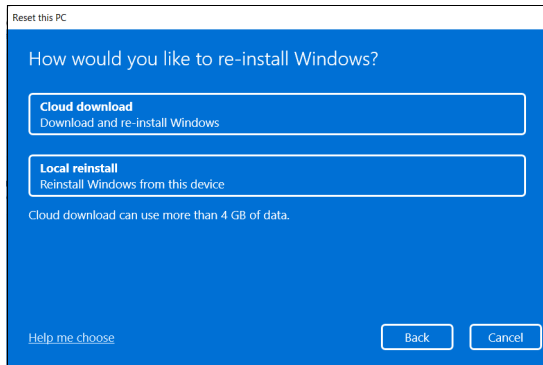 Reset this PC
How would you like to re-install Windows?
Cloud download
Download and re-install Windows
Local reinstall
Reinstall Windows from this device
Cloud download can use more than 4 GB of data.
Help me choose
Back
Cancel